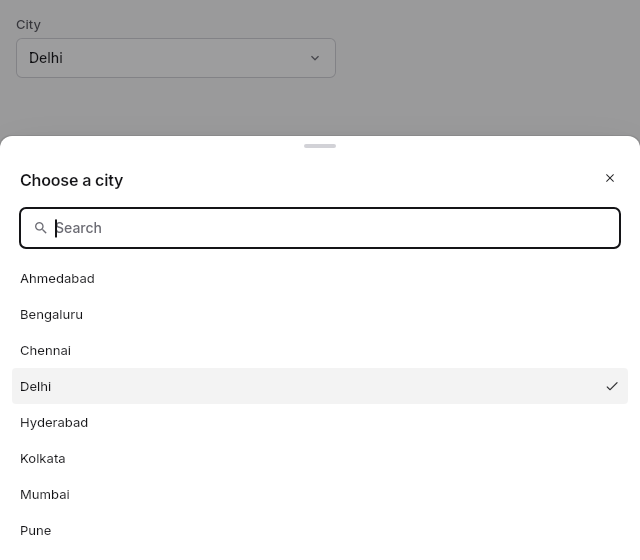 City
Delhi
Choose a city
Search
Ahmedabad
Bengaluru
Chennai
Delhi
Hyderabad
Kolkata
Mumbai
Pune